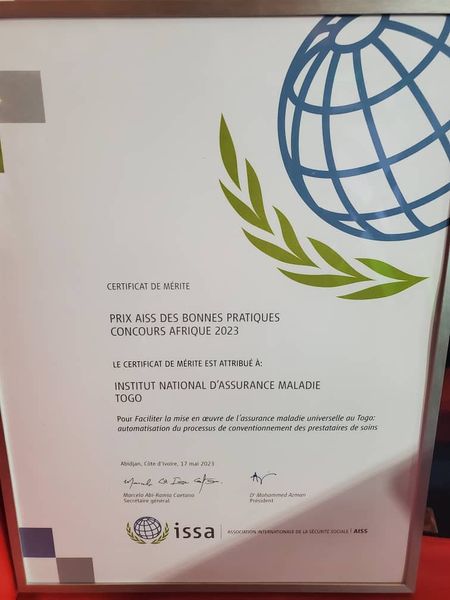 CERTIFICAT DE MÉRITE
PRIX AISS DES BONNES PRATIQUES
CONCOURS AFRIQUE 2023
LE CERTIFICAT DE MÉRITE EST ATTRIBUÉ À:
INSTITUT NATIONAL D'ASSURANCE MALADIE
TOGO
Pour Faciliter la mise en œuvre de l'assurance maladie universelle au Togo:
automatisation du processus de conventionnement des prestataires de soins
Abidjan, Côte d'Ivoire, 17 mai 2023
Marcelo Abi-Ramia Caetano
Secrétaire général
Dr Mohammed Azman
Président
issa
ASSOCIATION INTERNATIONALE DE LA SÉCURITÉ SOCIALE | AISS